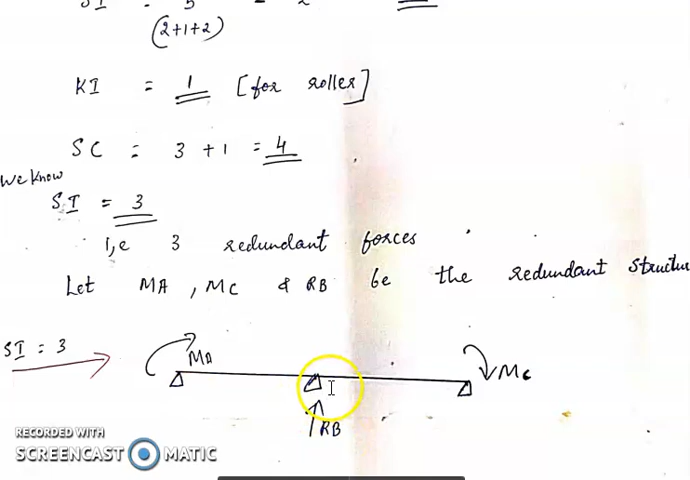 (2+1+2)
KI = 1 [for roller]
SC = 3 + 1 = 4
We know
SI = 3
i,e 3 redundant forces
Let MA , MC & RB be the redundant structu
SI = 3
MA
MC
RB
RECORDED WITH
SCREENCAST MATIC